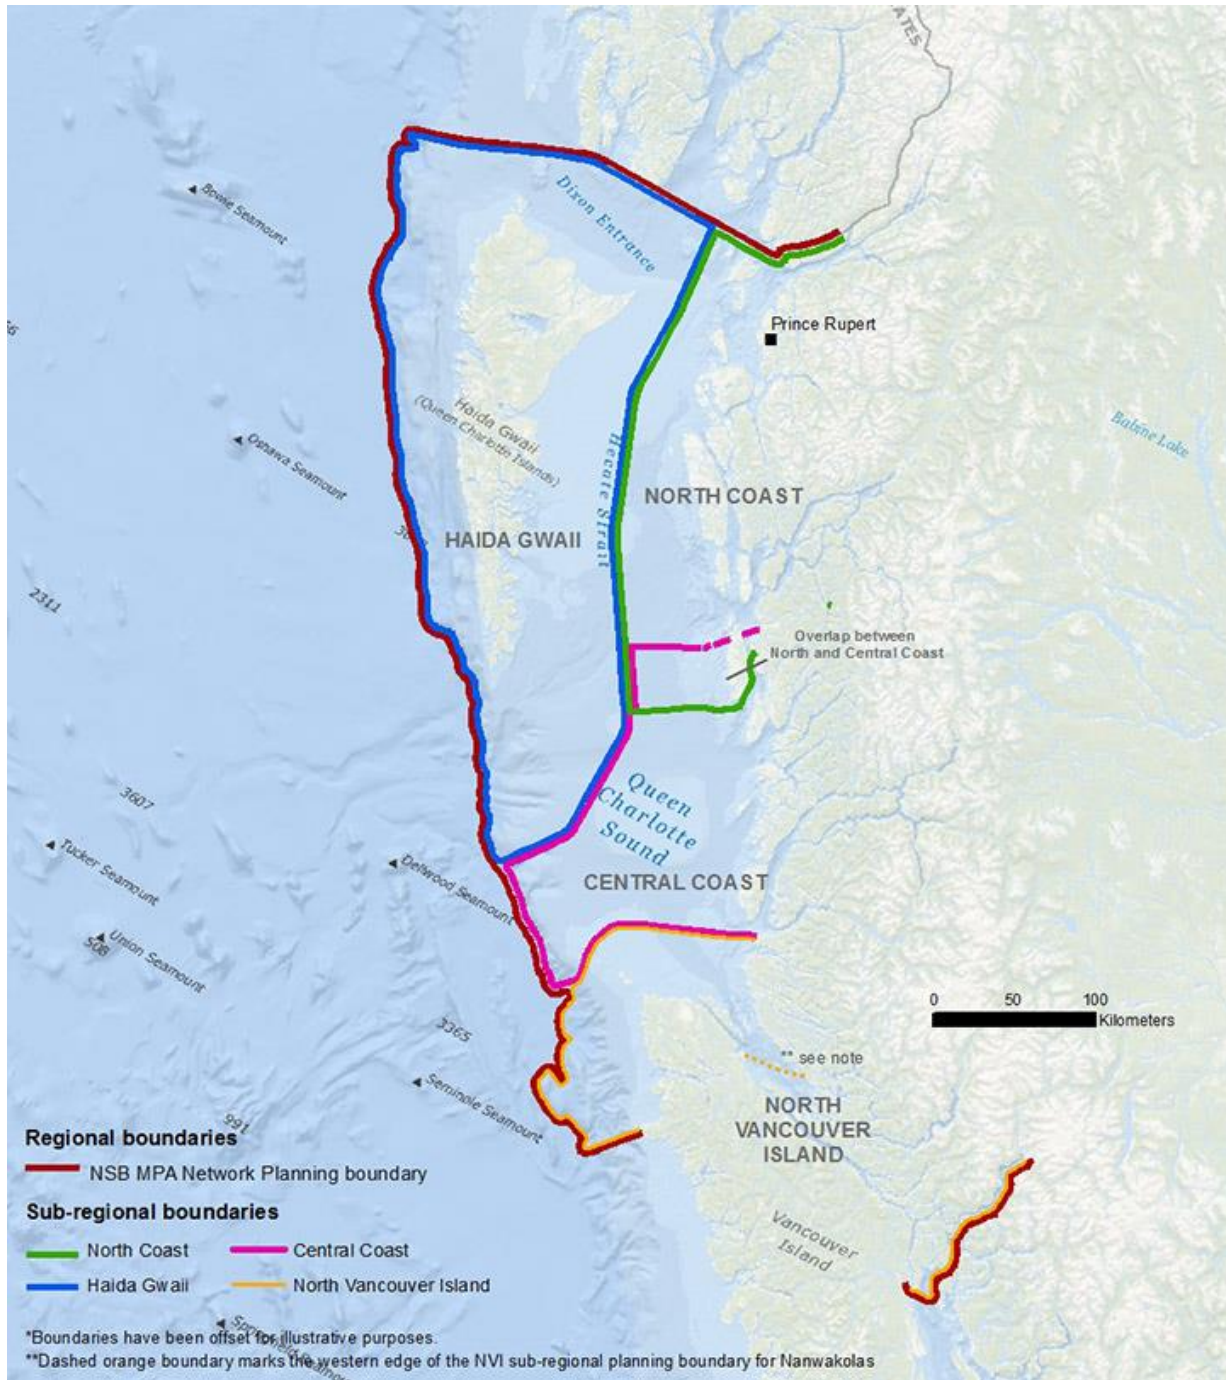 ATES
Bowie Seamount
Dixon Entrance
Prince Rupert
Haida Gwaii
(Queen Charlotte Islands)
Babine Lake
Oshawa Seamount
Hecate Strait
NORTH COAST
HAIDA GWAII
2311
Overlap between
North and Central Coast
Queen
Charlotte
Sound
3607
Tucker Seamount
Dellwood Seamount
CENTRAL COAST
Union Seamount
508
0 50 100
Kilometers
3365
** see note
Seminole Seamount
NORTH
VANCOUVER
ISLAND
991
Vancouver
Island
Regional boundaries
NSB MPA Network Planning boundary
Sub-regional boundaries
North Coast
Central Coast
Haida Gwaii
North Vancouver Island
*Boundaries have been offset for illustrative purposes.
**Dashed orange boundary marks the western edge of the NVI sub-regional planning boundary for Nanwakolas